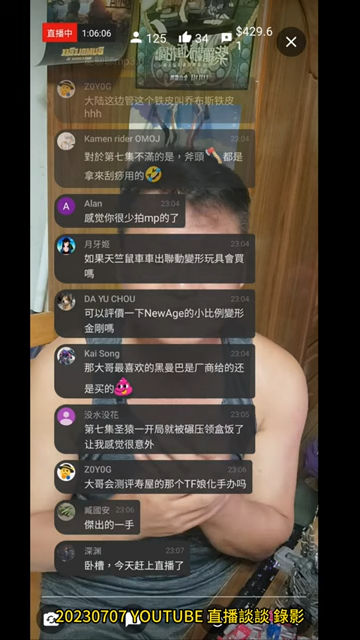 直播中
1:06:06
125
34
$429.6
1
Z0Y0G
大陆这边管这个铁皮叫乔布斯铁皮
hhh
Kamen rider OMOJ 23:04
對於第七集不滿的是，斧頭🪓都是
拿來刮痧用的🤣
Alan 23:04
感觉你很少拍mp的了
月牙姬 23:04
如果天竺鼠車車出聯動變形玩具會買
嗎
DA YU CHOU 23:04
可以評價一下NewAge的小比例變形
金剛嗎
Kai Song 23:04
那大哥最喜欢的黑曼巴是厂商给的还
是买的💩
没水没花 23:05
第七集圣猿一开局就被碾压领盒饭了
让我感觉很意外
Z0Y0G 23:06
大哥会测评寿屋的那个TF娘化手办吗
臧國安 23:06
傑出的一手
深渊 23:07
卧槽，今天赶上直播了
20230707 YOUTUBE 直播談談 錄影